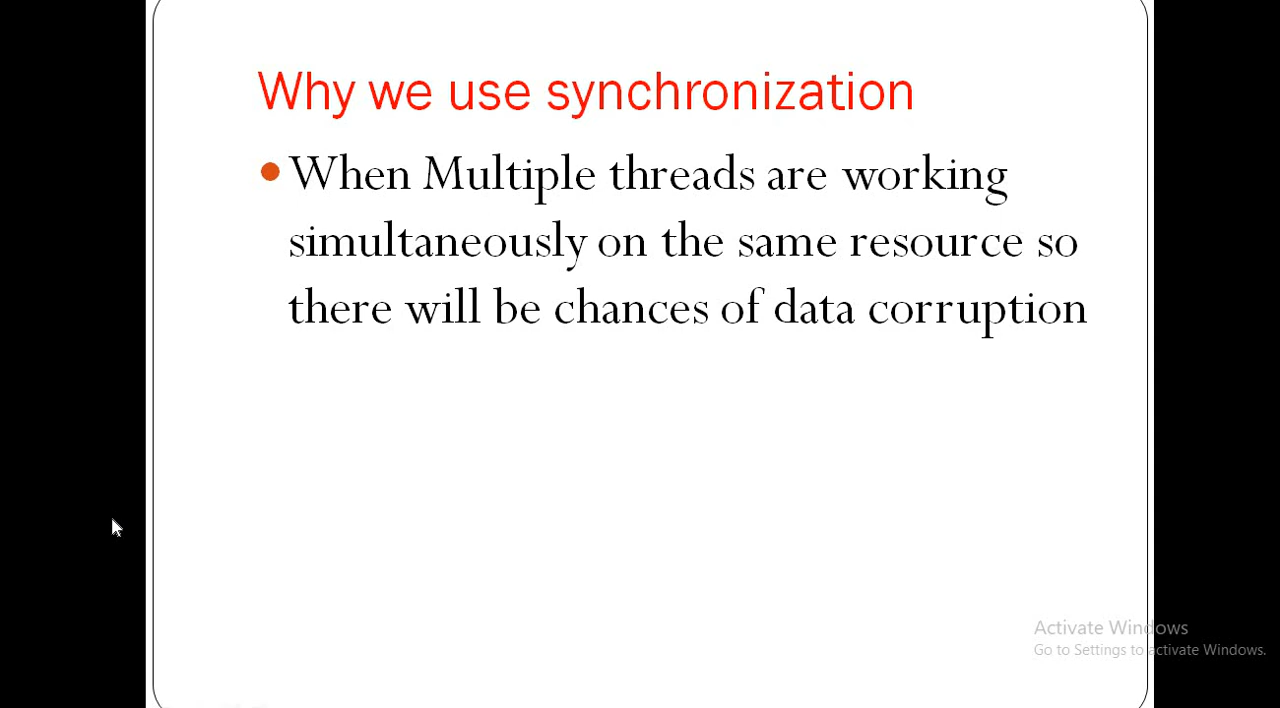 Why we use synchronization
When Multiple threads are working
simultaneously on the same resource so
there will be chances of data corruption
Activate Windows
Go to Settings to activate Windows.